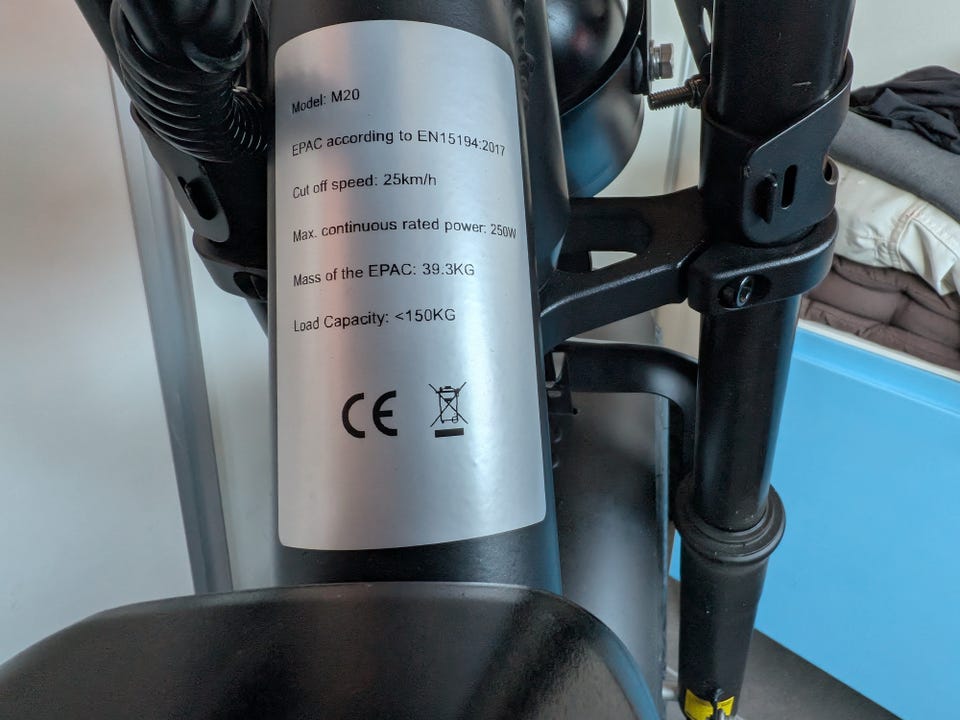 Model: M20
EPAC according to EN15194:2017
Cut off speed: 25km/h
Max. continuous rated power: 250W
Mass of the EPAC: 39.3KG
Load Capacity: <150KG
CE